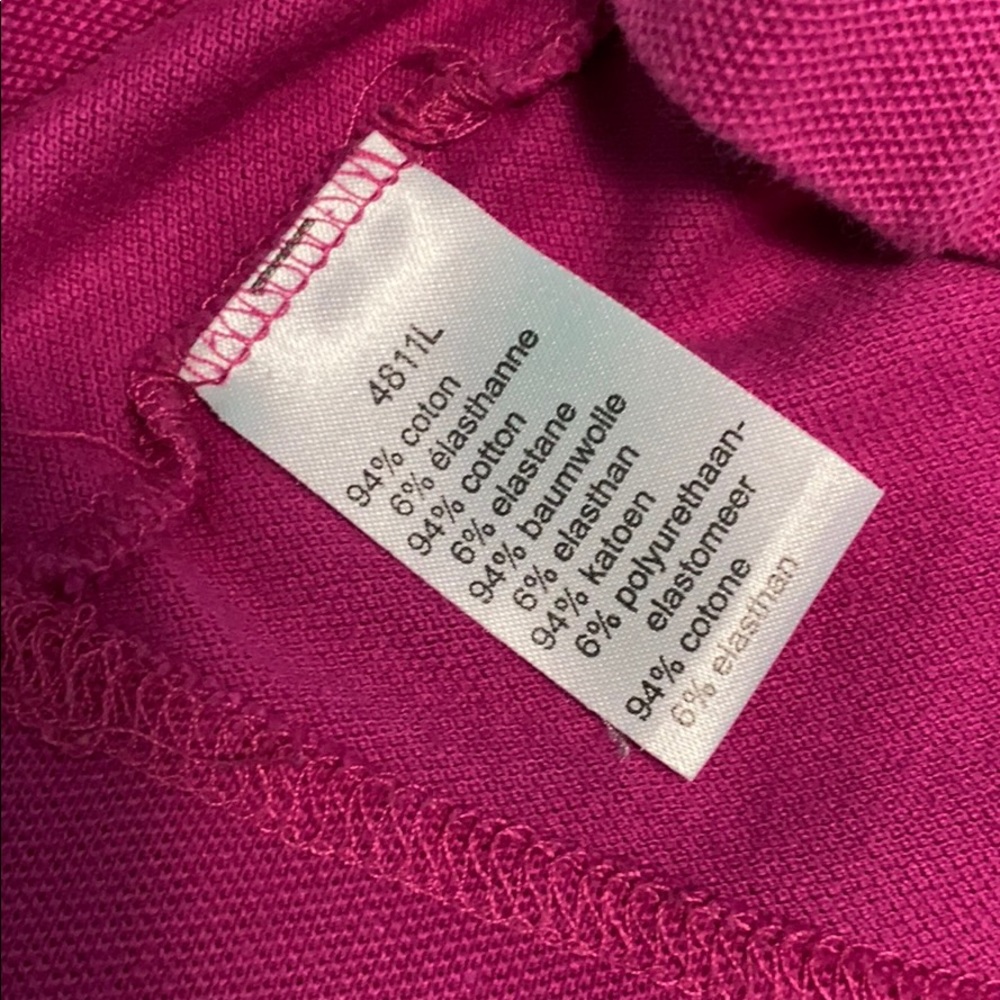 4811L
94% coton
6% élasthanne
94% cotton
6% elastane
94% baumwolle
6% elasthan
94% katoen
6% polyurethaan-
elastomeer
94% cotone
6% elasthan